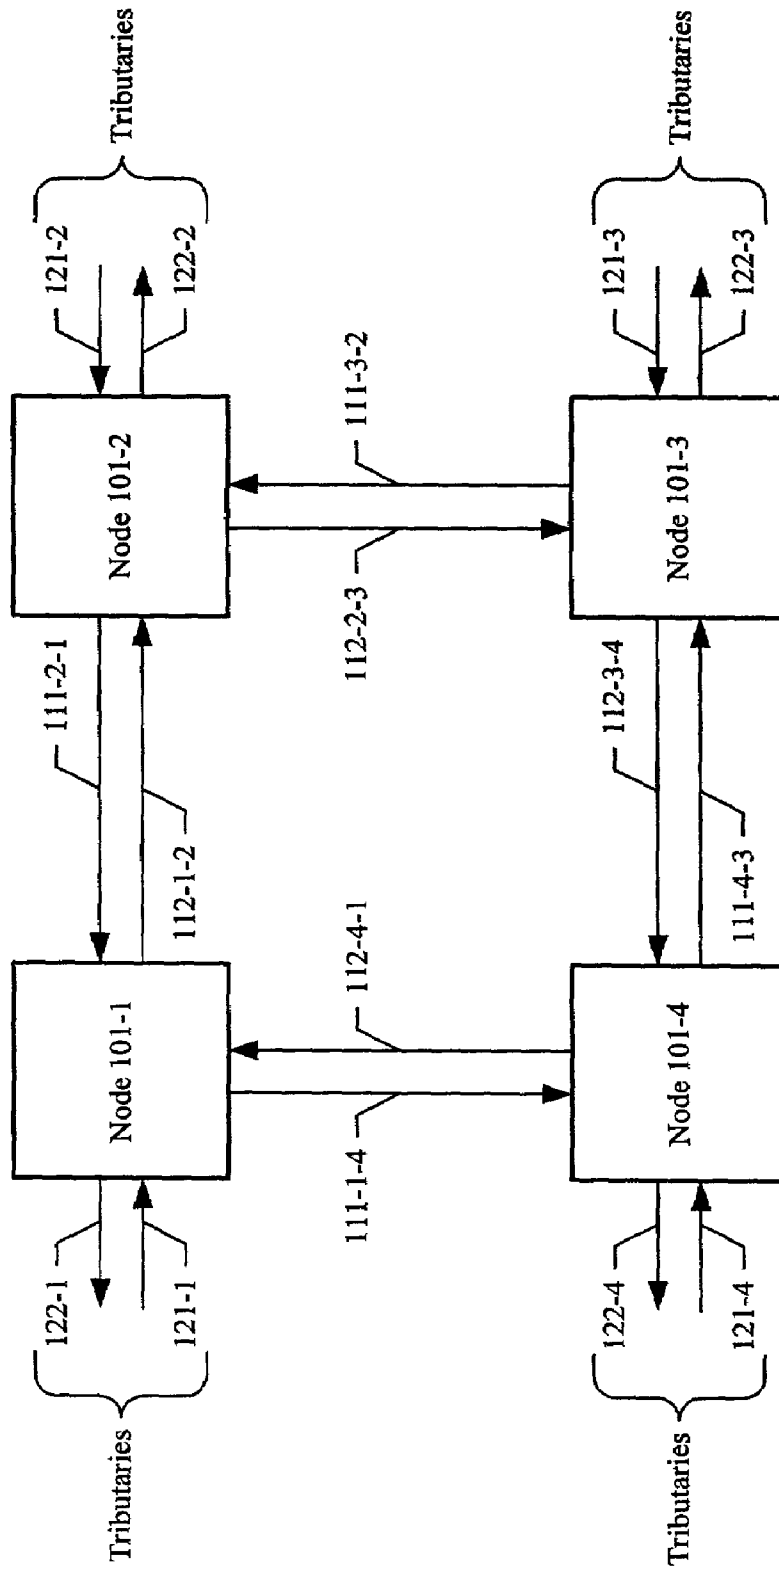 Tributaries
122-1
121-1
Node 101-1
111-2-1
112-1-2
Node 101-2
121-2
122-2
Tributaries
111-1-4
112-4-1
112-2-3
111-3-2
Tributaries
122-4
121-4
Node 101-4
112-3-4
111-4-3
Node 101-3
121-3
122-3
Tributaries